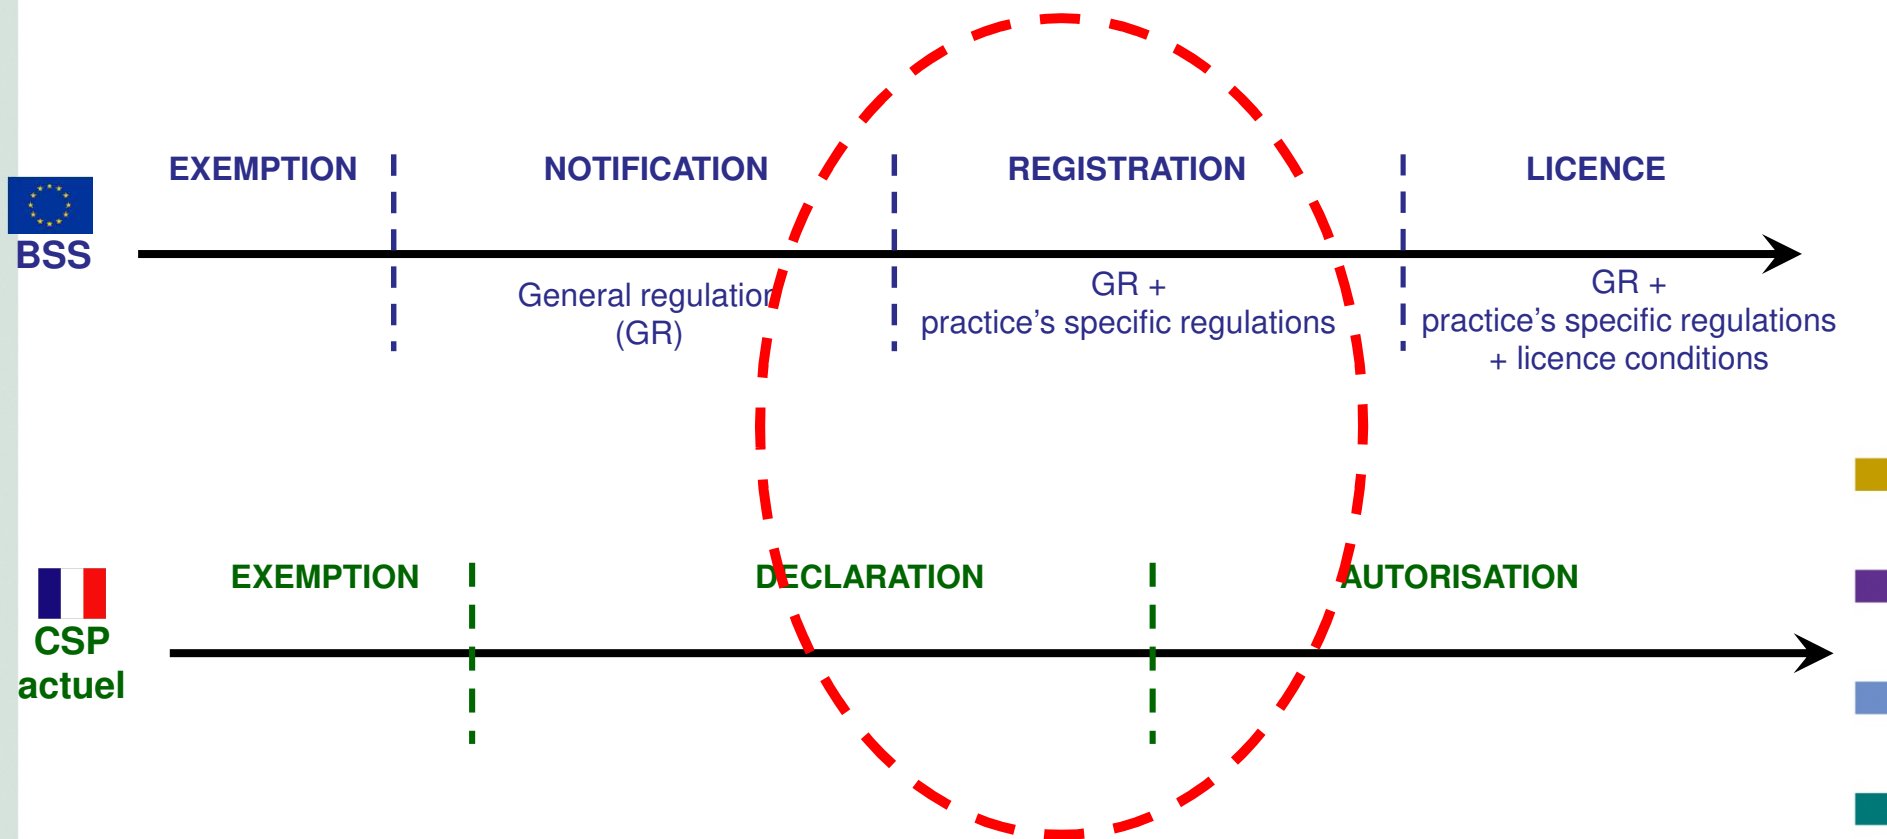 EXEMPTION NOTIFICATION REGISTRATION LICENCE
BSS
General regulation
(GR)
GR +
practice's specific regulations
GR +
practice's specific regulations
+ licence conditions
EXEMPTION DECLARATION AUTORISATION
CSP
actuel